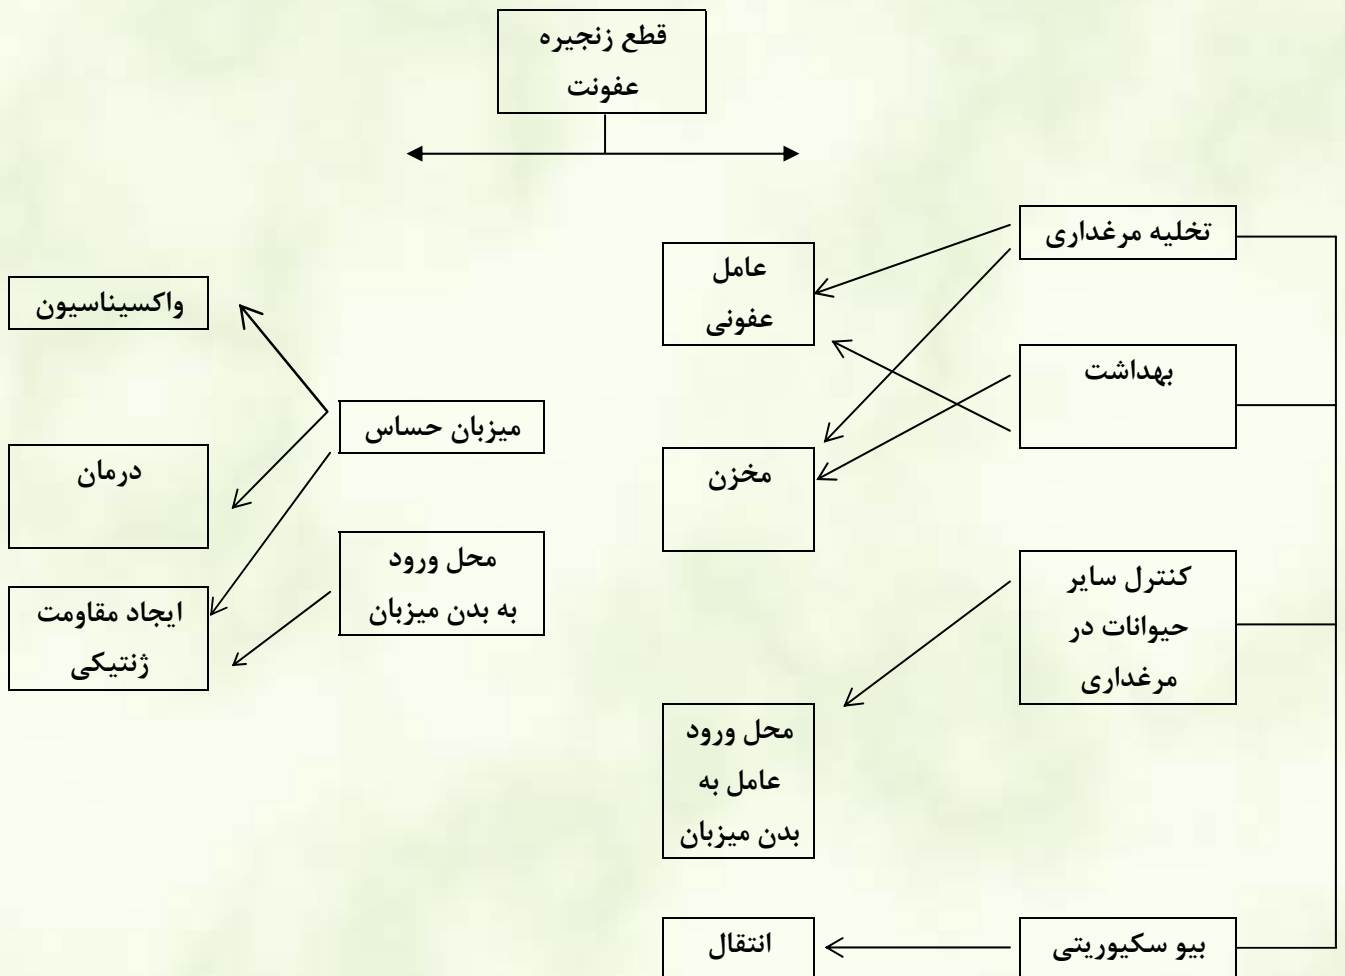 قطع زنجیره
عفونت
تخلیه مرغداری
عامل
عفونی
واکسیناسیون
بهداشت
میزبان حساس
درمان
مخزن
محل ورود
به بدن میزبان
کنترل سایر
حیوانات در
مرغداری
ایجاد مقاومت
ژنتیکی
محل ورود
عامل به
بدن میزبان
بیو سکیوریتی
انتقال